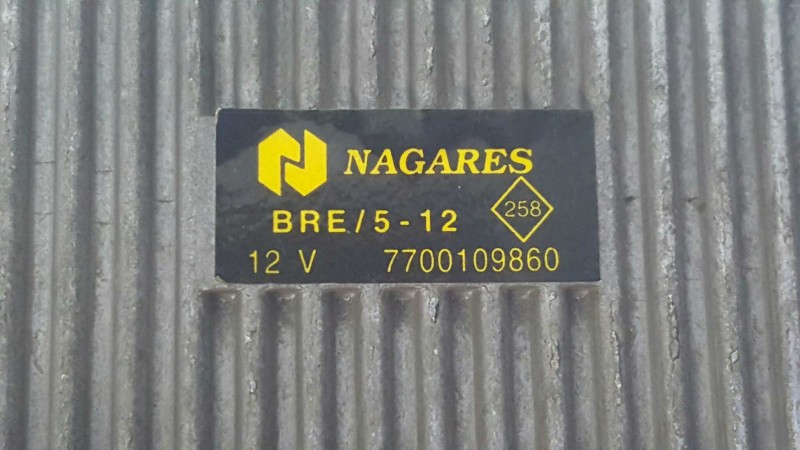 NAGARES
BRE/5-12
258
12 V 7700109860